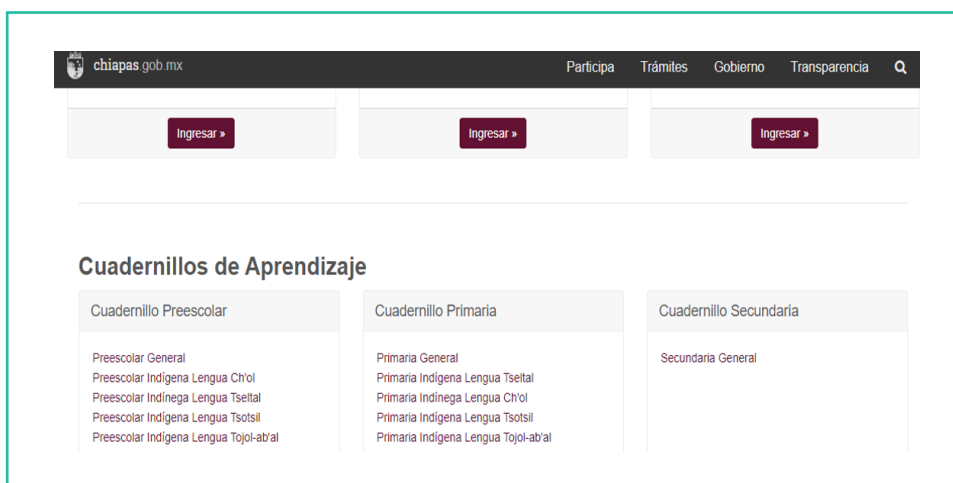 chiapas.gob.mx Participa Trámites Gobierno Transparencia
Ingresar » Ingresar » Ingresar »
Cuadernillos de Aprendizaje
Cuadernillo Preescolar
Preescolar General
Preescolar Indígena Lengua Ch'ol
Preescolar Indínega Lengua Tseltal
Preescolar Indígena Lengua Tsotsil
Preescolar Indígena Lengua Tojol-ab'al
Cuadernillo Primaria
Primaria General
Primaria Indígena Lengua Tseltal
Primaria Indínega Lengua Ch'ol
Primaria Indígena Lengua Tsotsil
Primaria Indígena Lengua Tojol-ab'al
Cuadernillo Secundaria
Secundaria General